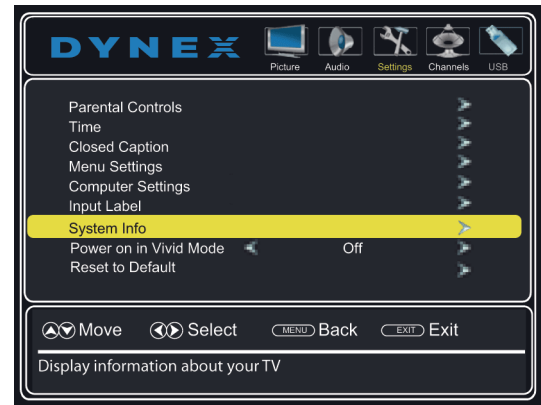 DYNEX
Picture Audio Settings Channels USB
Parental Controls
Time
Closed Caption
Menu Settings
Computer Settings
Input Label
System Info
Power on in Vivid Mode Off
Reset to Default
Move Select MENU Back EXIT Exit
Display information about your TV